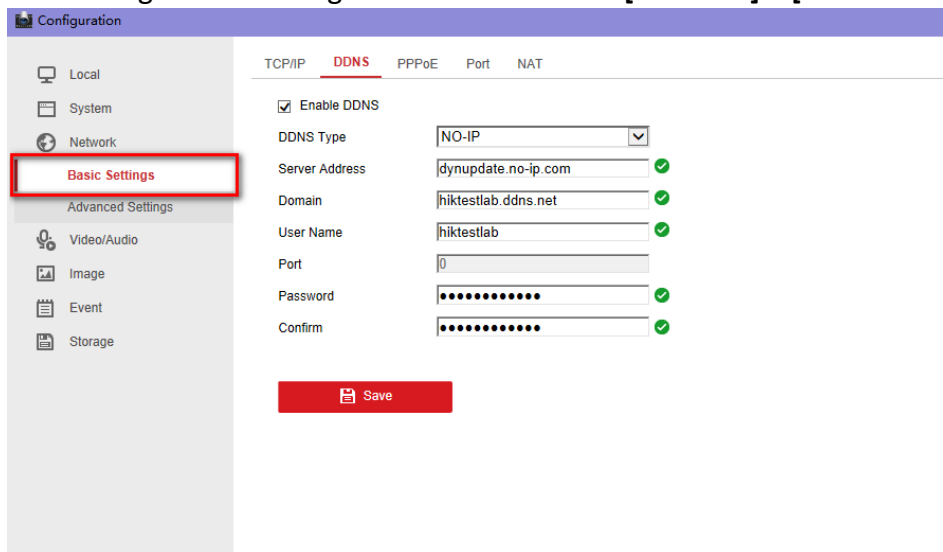 Configuration
Local
System
Network
Basic Settings
Advanced Settings
Video/Audio
Image
Event
Storage
TCP/IP DDNS PPPoE Port NAT
Enable DDNS
DDNS Type NO-IP
Server Address dynupdate.no-ip.com
Domain hiktestlab.ddns.net
User Name hiktestlab
Port 0
Password ●●●●●●●●●●●●
Confirm ●●●●●●●●●●●●
Save